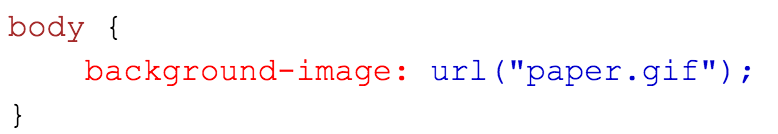 body {
    background-image: url("paper.gif");
}